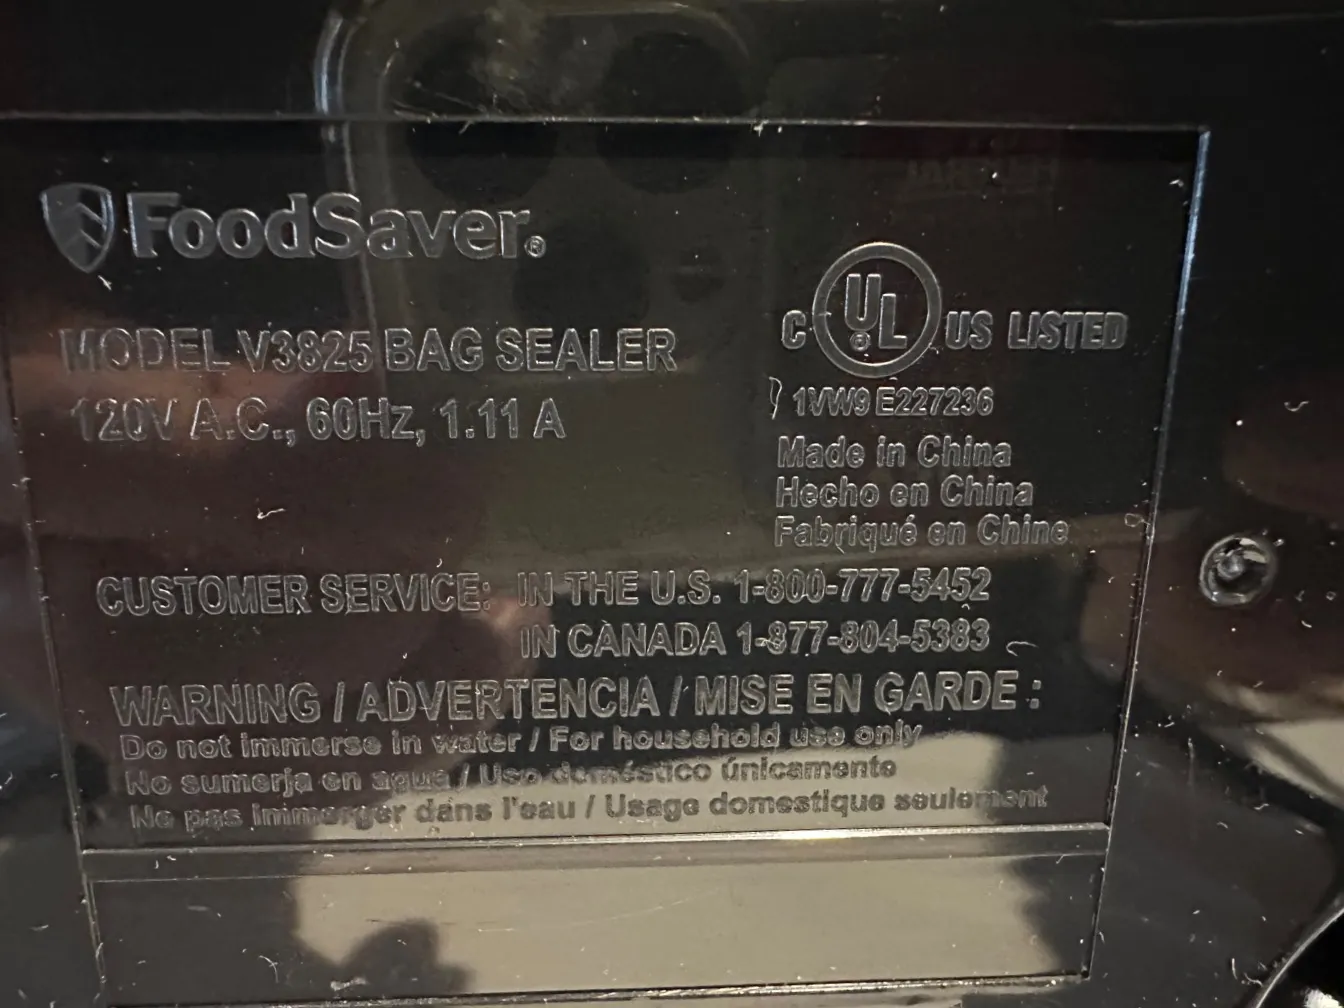 FoodSaver®
MODEL V3825 BAG SEALER
120V A.C., 60Hz, 1.11 A
C UL® US LISTED
1VW9 E227236
Made in China
Hecho en China
Fabriqué en Chine
CUSTOMER SERVICE: IN THE U.S. 1-800-777-5452
IN CANADA 1-877-804-5383
WARNING / ADVERTENCIA / MISE EN GARDE :
Do not immerse in water / For household use only
No sumerja en agua / Uso doméstico únicamente
Ne pas immerger dans l'eau / Usage domestique seulement